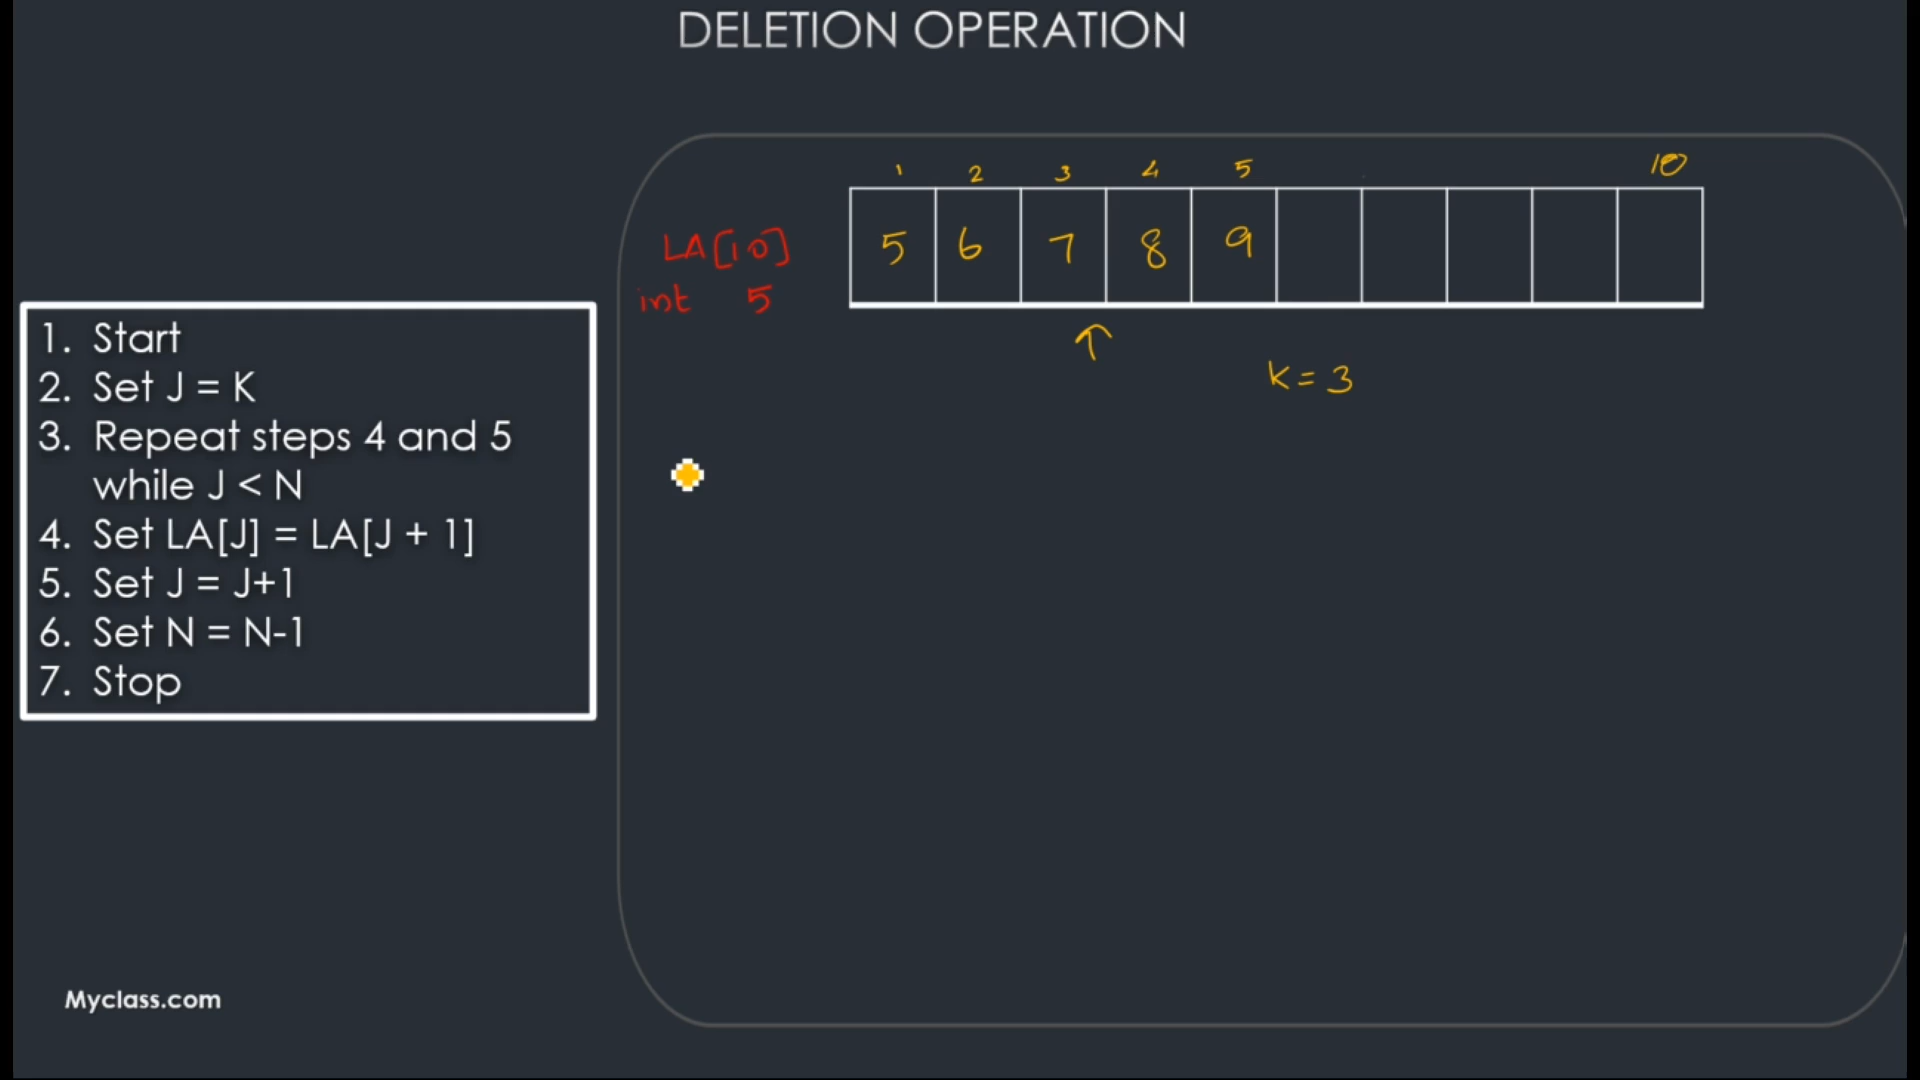 DELETION OPERATION
1 2 3 4 5 10
LA[10] 5 6 7 8 9
int 5
K = 3
1. Start
2. Set J = K
3. Repeat steps 4 and 5
while J < N
4. Set LA[J] = LA[J + 1]
5. Set J = J+1
6. Set N = N-1
7. Stop
Myclass.com